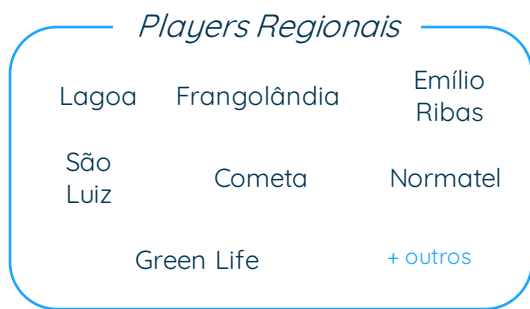 Players Regionais
Lagoa
Frangolândia
Emílio
Ribas
São
Luiz
Cometa
Normatel
Green Life
+ outros